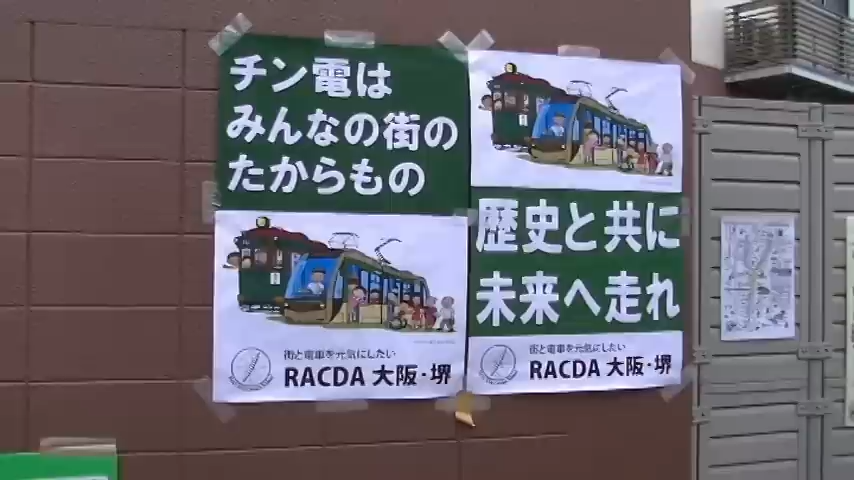 チン電は
みんなの街の
たからもの
街と電車を元気にしたい
RACDA 大阪・堺
歴史と共に
未来へ走れ
街と電車を元気にしたい
RACDA 大阪・堺